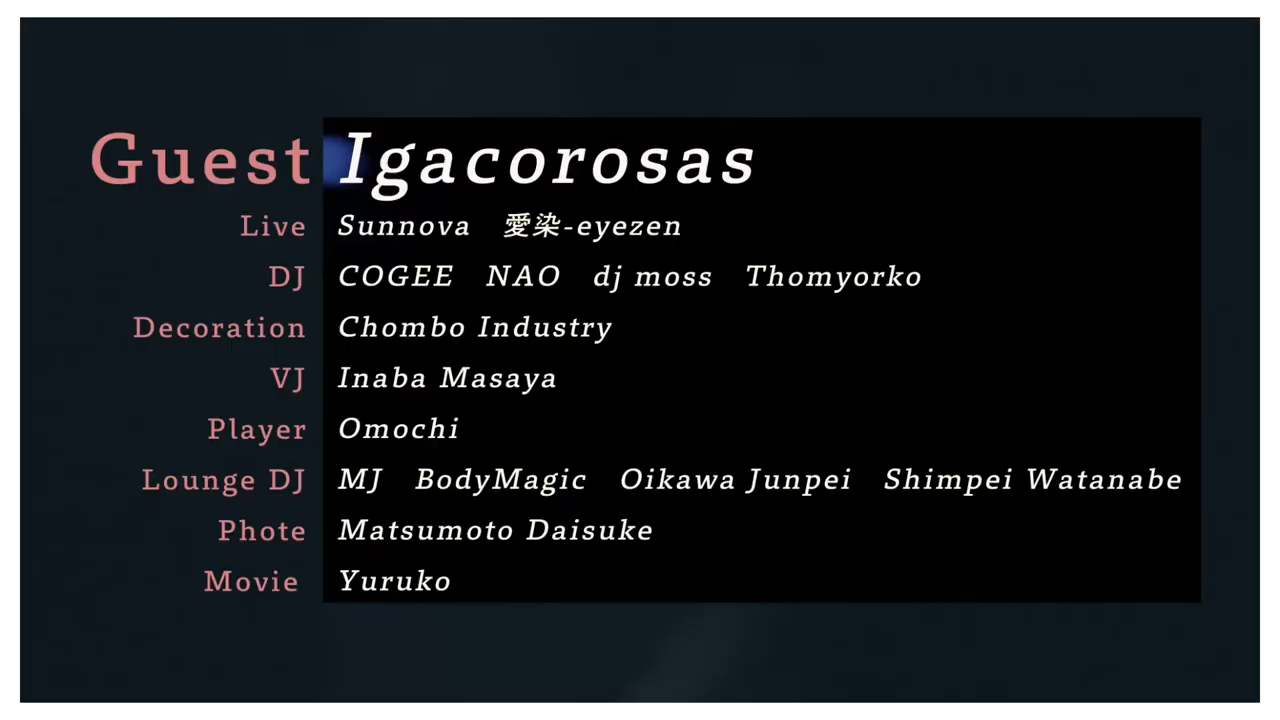 Guest Igacorosas
Live Sunnova 愛染-eyezen
DJ COGEE NAO dj moss Thomyorko
Decoration Chombo Industry
VJ Inaba Masaya
Player Omochi
Lounge DJ MJ BodyMagic Oikawa Junpei Shimpei Watanabe
Phote Matsumoto Daisuke
Movie Yuruko